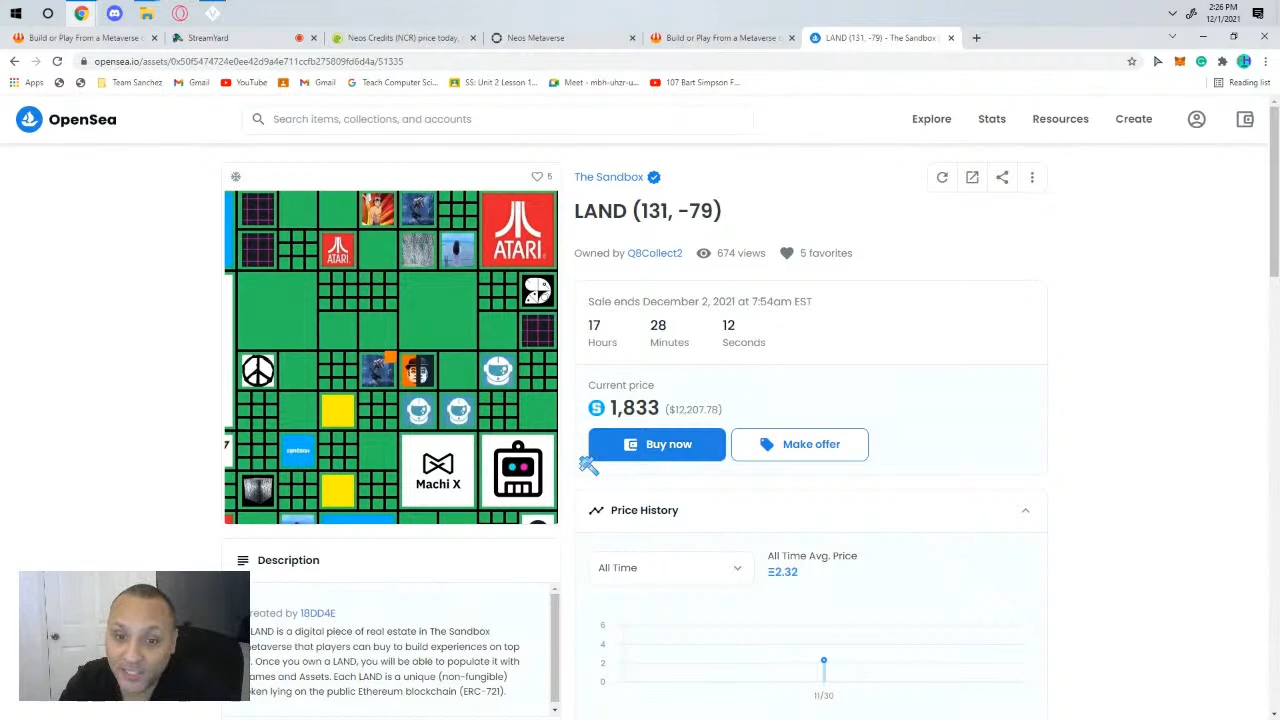 2:26 PM
12/1/2021
Build or Play From a Metaverse
StreamYard
Neos Credits (NCR) price today,
Neos Metaverse
Build or Play From a Metaverse
LAND (131, -79) - The Sandbox
opensea.io/assets/0x50f5474724e0ee42d9a4e711ccfb275809fd6d4a/51335
Apps
Team Sanchez
Gmail
YouTube
Gmail
Teach Computer Sci...
SS: Unit 2 Lesson 1...
Meet - mbh-uhzr-u...
107 Bart Simpson F...
Reading list
OpenSea
Search items, collections, and accounts
Explore
Stats
Resources
Create
5
The Sandbox
LAND (131, -79)
Owned by Q8Collect2
674 views
5 favorites
ATARI
ATARI
Machi X
Sale ends December 2, 2021 at 7:54am EST
17
28
12
Hours
Minutes
Seconds
Current price
1,833 ($12,207.78)
Buy now
Make offer
Price History
All Time
All Time Avg. Price
Ξ2.32
6
4
2
0
11/30
Description
reated by 18DD4E
LAND is a digital piece of real estate in The Sandbox
etaverse that players can buy to build experiences on top
. Once you own a LAND, you will be able to populate it with
ames and Assets. Each LAND is a unique (non-fungible)
ken lying on the public Ethereum blockchain (ERC-721).